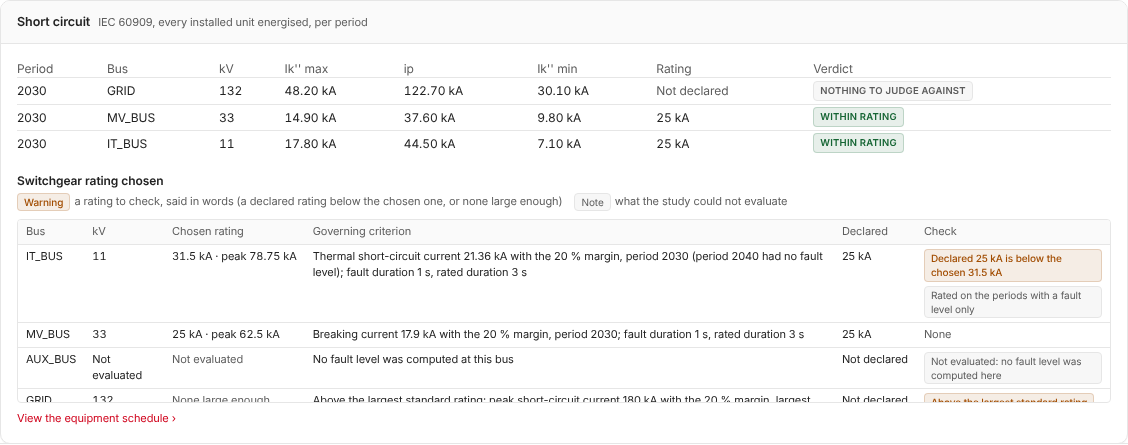 Short circuit IEC 60909, every installed unit energised, per period
Period Bus kV Ik'' max ip Ik'' min Rating Verdict
2030 GRID 132 48.20 kA 122.70 kA 30.10 kA Not declared NOTHING TO JUDGE AGAINST
2030 MV_BUS 33 14.90 kA 37.60 kA 9.80 kA 25 kA WITHIN RATING
2030 IT_BUS 11 17.80 kA 44.50 kA 7.10 kA 25 kA WITHIN RATING
Switchgear rating chosen
Warning a rating to check, said in words (a declared rating below the chosen one, or none large enough) Note what the study could not evaluate
Bus kV Chosen rating Governing criterion Declared Check
IT_BUS 11 31.5 kA · peak 78.75 kA Thermal short-circuit current 21.36 kA with the 20 % margin, period 2030 (period 2040 had no fault 25 kA Declared 25 kA is below the
level); fault duration 1 s, rated duration 3 s chosen 31.5 kA
Rated on the periods with a fault
level only
MV_BUS 33 25 kA · peak 62.5 kA Breaking current 17.9 kA with the 20 % margin, period 2030; fault duration 1 s, rated duration 3 s 25 kA None
AUX_BUS Not Not evaluated No fault level was computed at this bus Not declared Not evaluated: no fault level was
evaluated computed here
GRID 132 None large enough Above the largest standard rating: peak short-circuit current 180 kA with the 20 % margin, largest Not declared Above the largest standard rating
View the equipment schedule ›